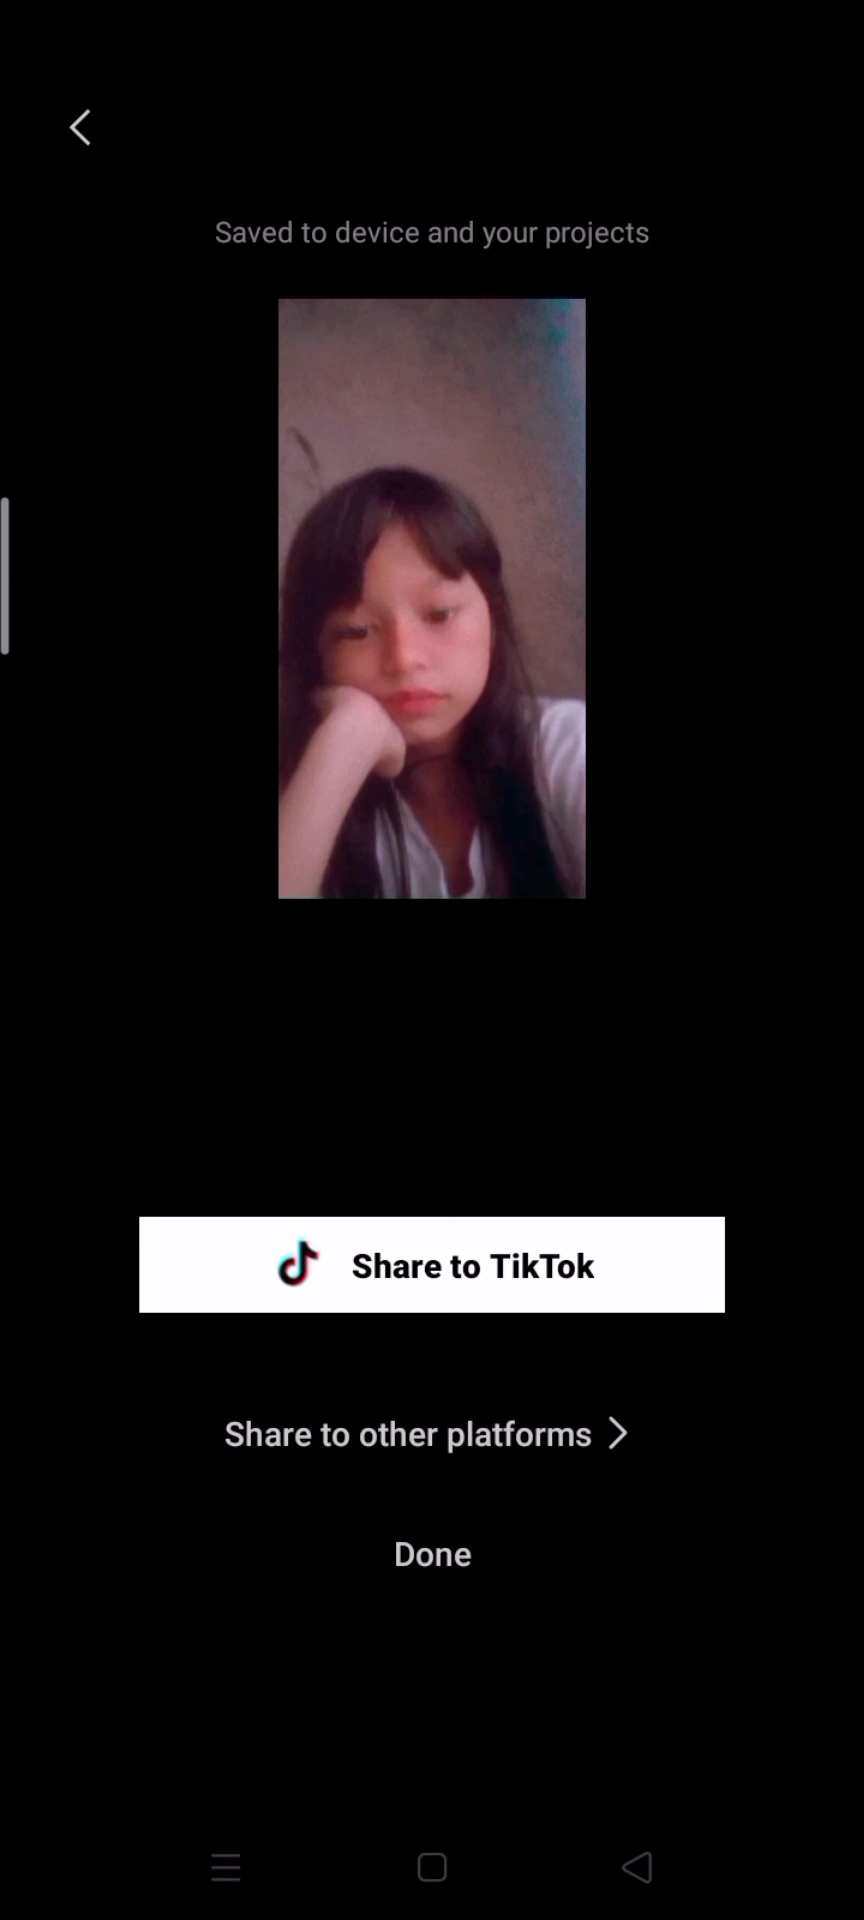 Saved to device and your projects
Share to TikTok
Share to other platforms
Done